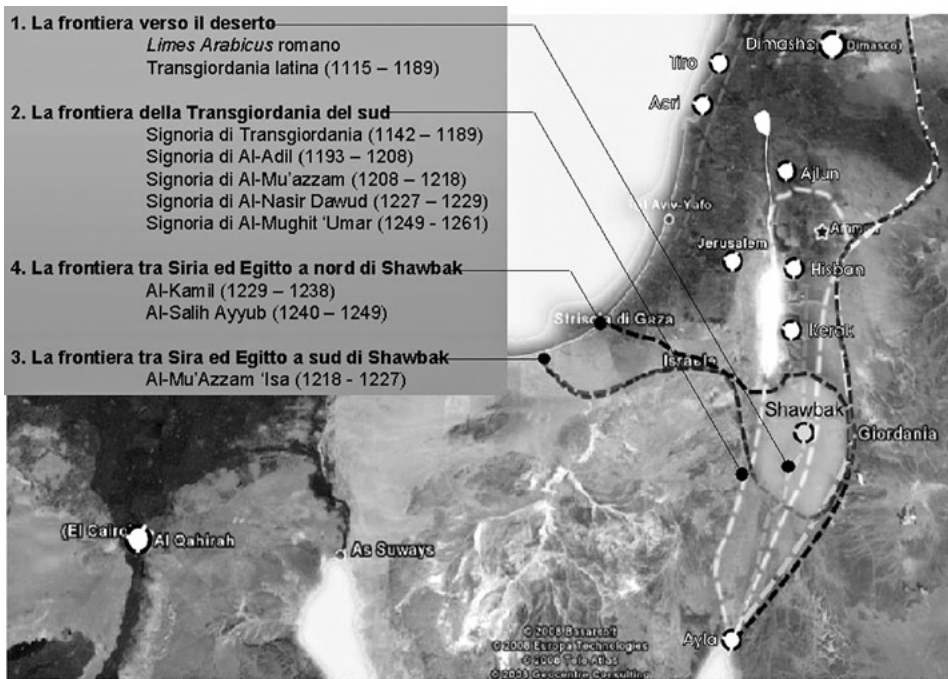 1. La frontiera verso il deserto
Limes Arabicus romano
Transgiordania latina (1115 – 1189)
2. La frontiera della Transgiordania del sud
Signoria di Transgiordania (1142 – 1189)
Signoria di Al-Adil (1193 – 1208)
Signoria di Al-Mu'azzam (1208 – 1218)
Signoria di Al-Nasir Dawud (1227 – 1229)
Signoria di Al-Mughit 'Umar (1249 - 1261)
4. La frontiera tra Siria ed Egitto a nord di Shawbak
Al-Kamil (1229 – 1238)
Al-Salih Ayyub (1240 – 1249)
3. La frontiera tra Sira ed Egitto a sud di Shawbak
Al-Mu'Azzam 'Isa (1218 - 1227)
Dimashq Dimasco)
Tiro
Acri
Ajlun
Aviv-Yafo
Jerusalem
Hisban
Striscia di Gaza
Kerak
Israele
Shawbak
Giordania
(El Cairo) Al Qahirah
As Suways
Ayla
© 2008 Basarsoft
© 2008 Europa Technologies
© 2008 Tele Atlas
© 2008 Geocentre Consulting